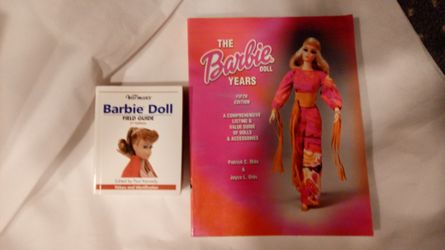 Warman's
Barbie Doll
FIELD GUIDE
Values and Identification
THE
Barbie
DOLL
YEARS
FIFTH
EDITION
A COMPREHENSIVE
LISTING &
VALUE GUIDE
OF DOLLS
& ACCESSORIES
Patrick C. Olds
&
Joyce L. Olds